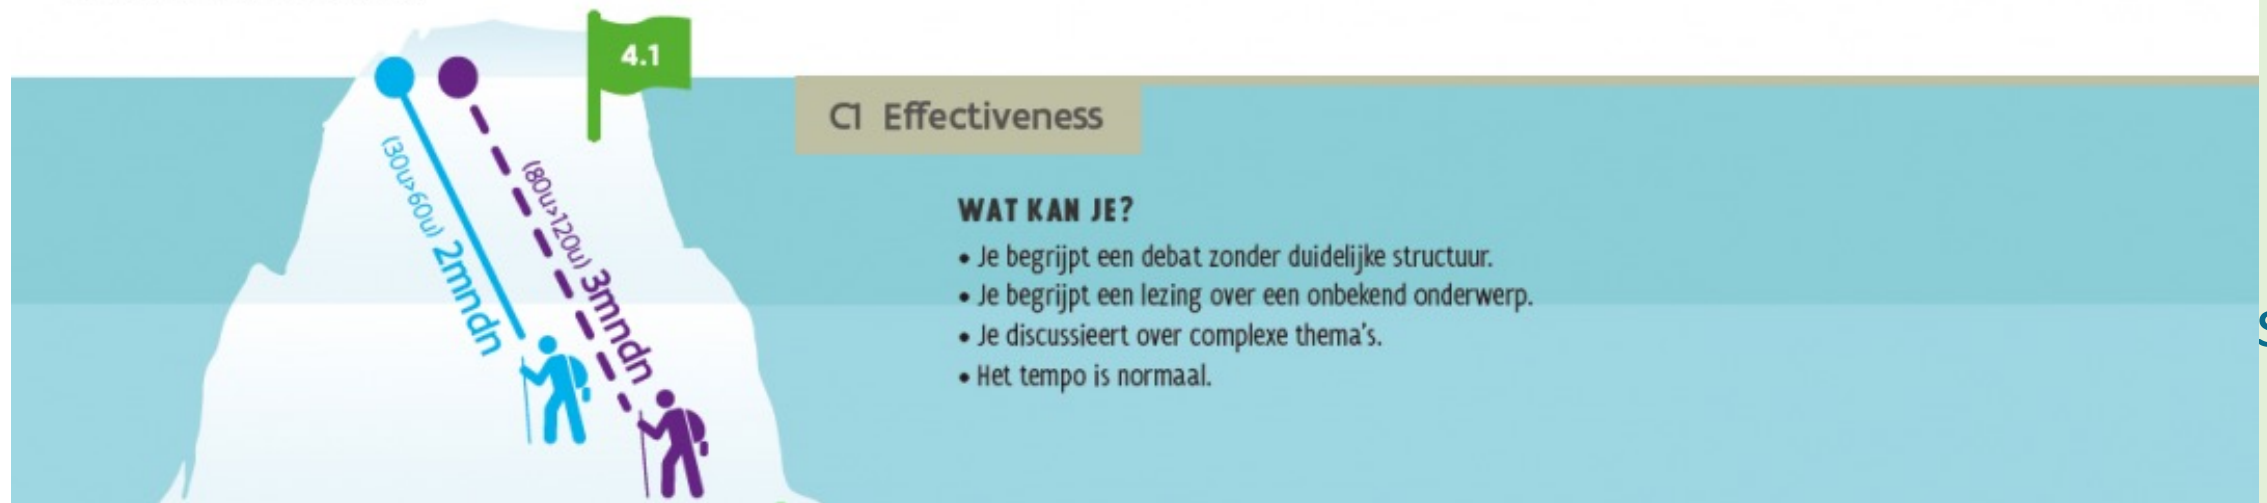 4.1
C1 Effectiveness
(30u>60u) 2mndn
(80u>120u) 3mndn
WAT KAN JE?
• Je begrijpt een debat zonder duidelijke structuur.
• Je begrijpt een lezing over een onbekend onderwerp.
• Je discussieert over complexe thema's.
• Het tempo is normaal.